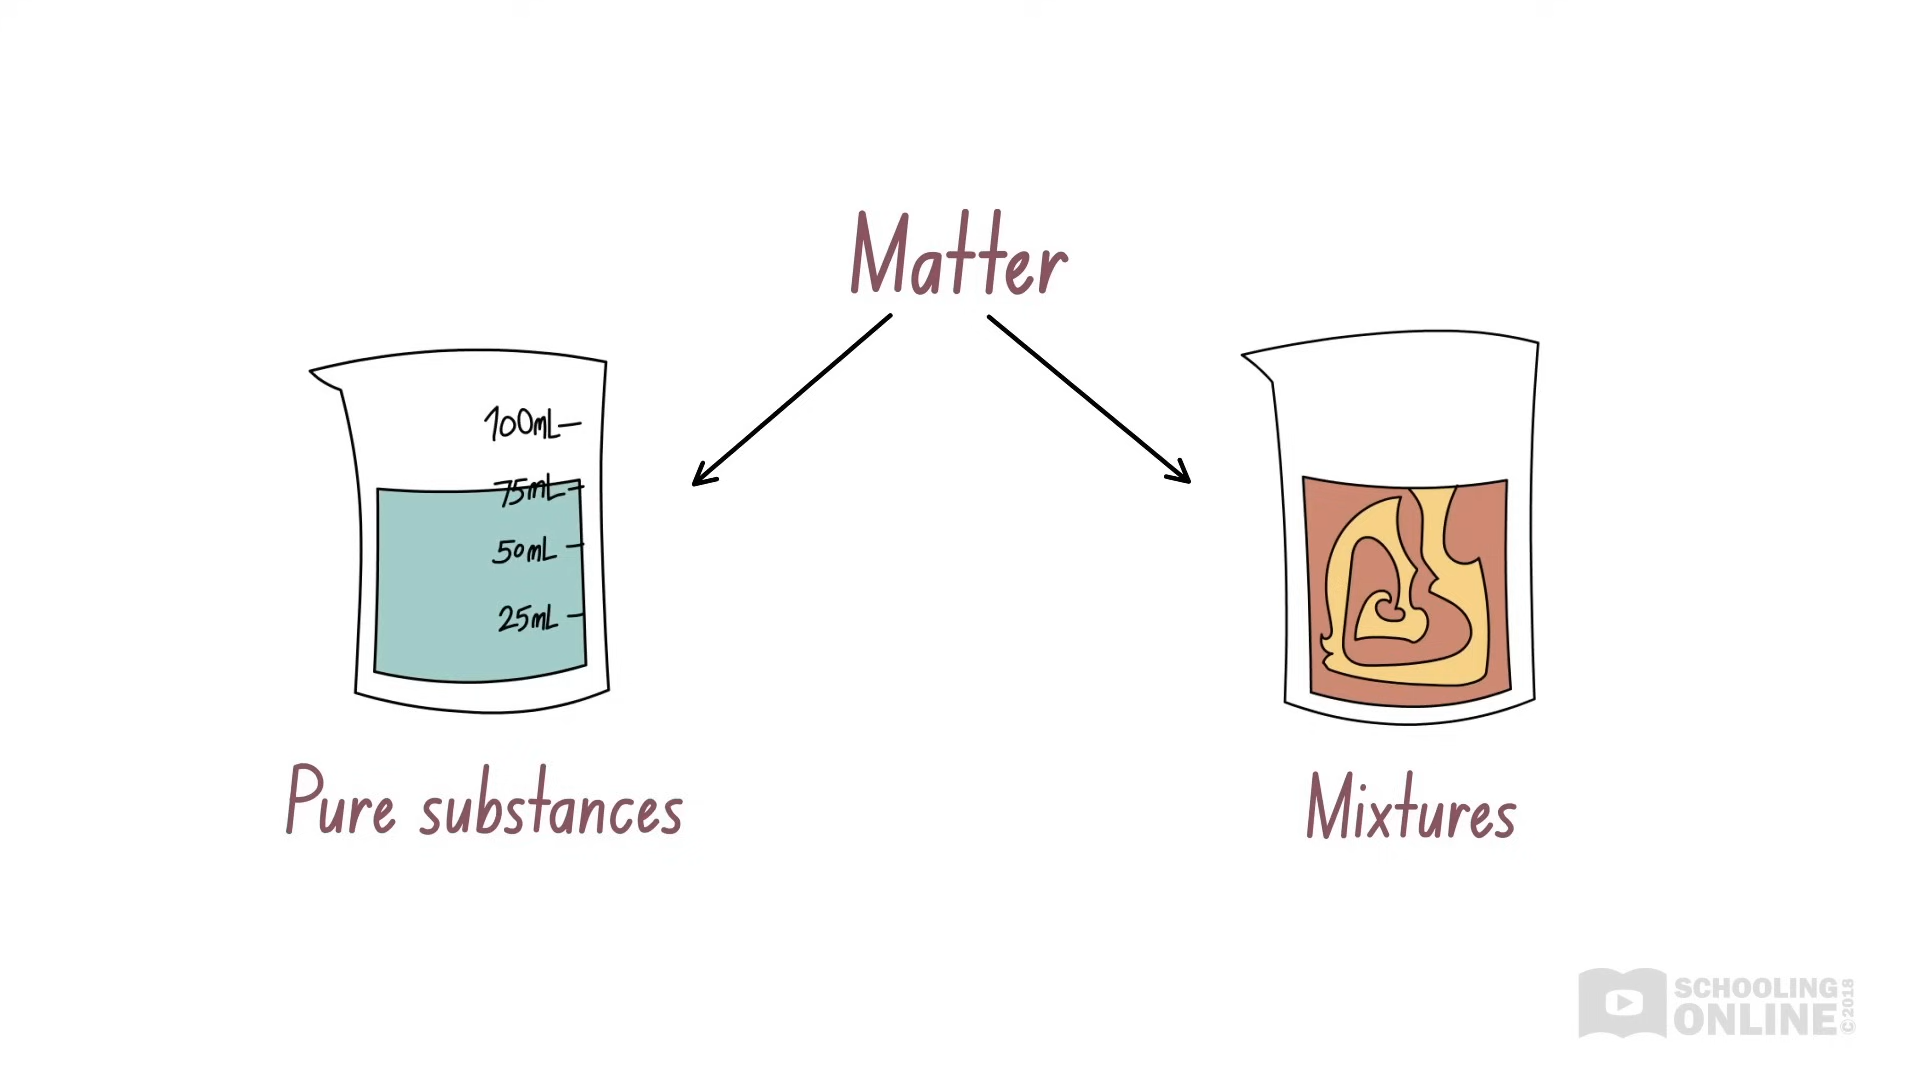 Matter
100mL
75mL
50mL
25mL
Pure substances
Mixtures
SCHOOLING
ONLINE
©2018